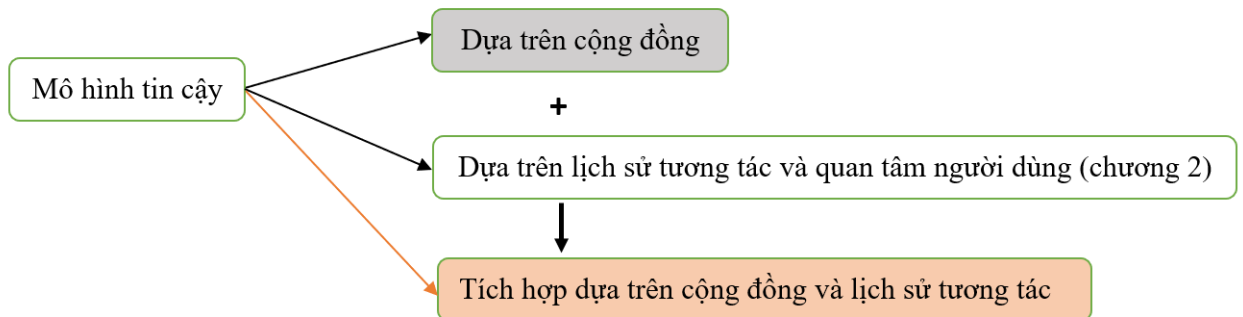 Dựa trên cộng đồng
Mô hình tin cậy
+
Dựa trên lịch sử tương tác và quan tâm người dùng (chương 2)
Tích hợp dựa trên cộng đồng và lịch sử tương tác